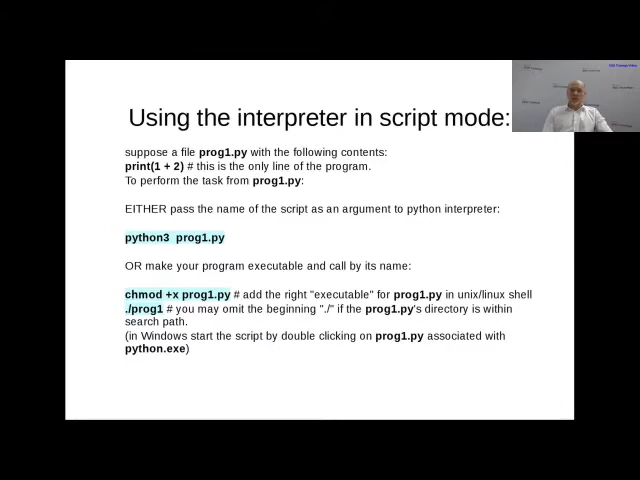 Using the interpreter in script mode:
suppose a file prog1.py with the following contents:
print(1 + 2) # this is the only line of the program.
To perform the task from prog1.py:
EITHER pass the name of the script as an argument to python interpreter:
python3 prog1.py
OR make your program executable and call by its name:
chmod +x prog1.py # add the right "executable" for prog1.py in unix/linux shell
./prog1 # you may omit the beginning "./" if the prog1.py's directory is within
search path.
(in Windows start the script by double clicking on prog1.py associated with
python.exe)